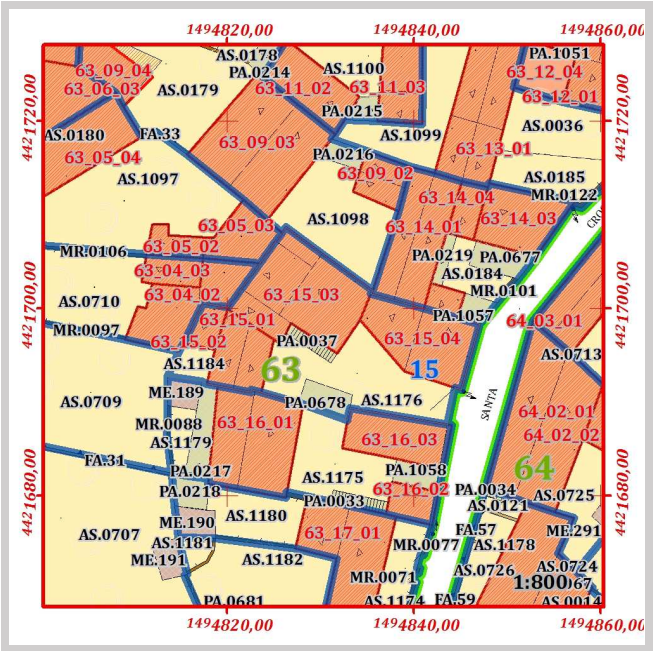 1494820,00 1494840,00 1494860,00
4421720,00
4421700,00
4421680,00
4421720,00
4421700,00
4421680,00
AS.0178
PA.0214
AS.1100
PA.1051
63_09_04
63_06_03
AS.0179
63_11_02
63_11_03
63_12_04
63_12_01
PA.0215
AS.0180
FA.33
AS.1099
AS.0036
63_05_04
63_09_03
PA.0216
63_13_01
AS.1097
63_09_02
AS.0185
MR.0122
63_14_04
63_14_03
63_05_03
AS.1098
63_14_01
CRO
MR.0106
63_05_02
63_04_03
PA.0219
PA.0677
AS.0184
AS.0710
63_04_02
63_15_03
MR.0101
63_15_01
PA.1057
64_03_01
MR.0097
63_15_02
PA.0037
63_15_04
AS.0713
AS.1184
63
15
ME.189
AS.0709
PA.0678
AS.1176
SANTA
64_02_01
MR.0088
63_16_01
64_02_02
AS.1179
63_16_03
FA.31
PA.0217
PA.1058
64
PA.0218
AS.1175
63_16_02
PA.0034
PA.0033
AS.0725
AS.0121
ME.190
AS.1180
63_17_01
FA.57
ME.291
AS.0707
AS.1181
MR.0077
AS.1178
ME.191
AS.1182
AS.0726
AS.0724
MR.0071
1:800
67
PA.0681
AS.1174
FA.59
AS.0014
1494820,00 1494840,00 1494860,00